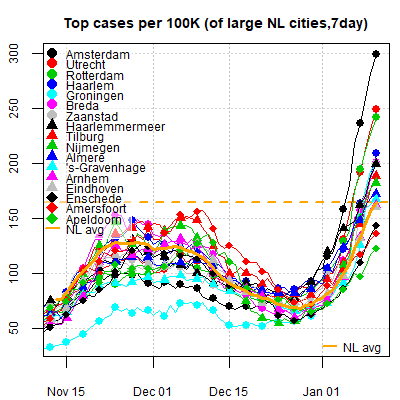 Top cases per 100K (of large NL cities,7day)
Amsterdam
Utrecht
Rotterdam
Haarlem
Groningen
Breda
Zaanstad
Haarlemmermeer
Tilburg
Nijmegen
Almere
's-Gravenhage
Arnhem
Eindhoven
Enschede
Amersfoort
Apeldoorn
NL avg
300
250
200
150
100
50
NL avg
Nov 15
Dec 01
Dec 15
Jan 01